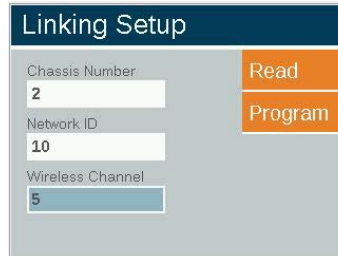 Linking Setup
Chassis Number
2
Network ID
10
Wireless Channel
5
Read
Program